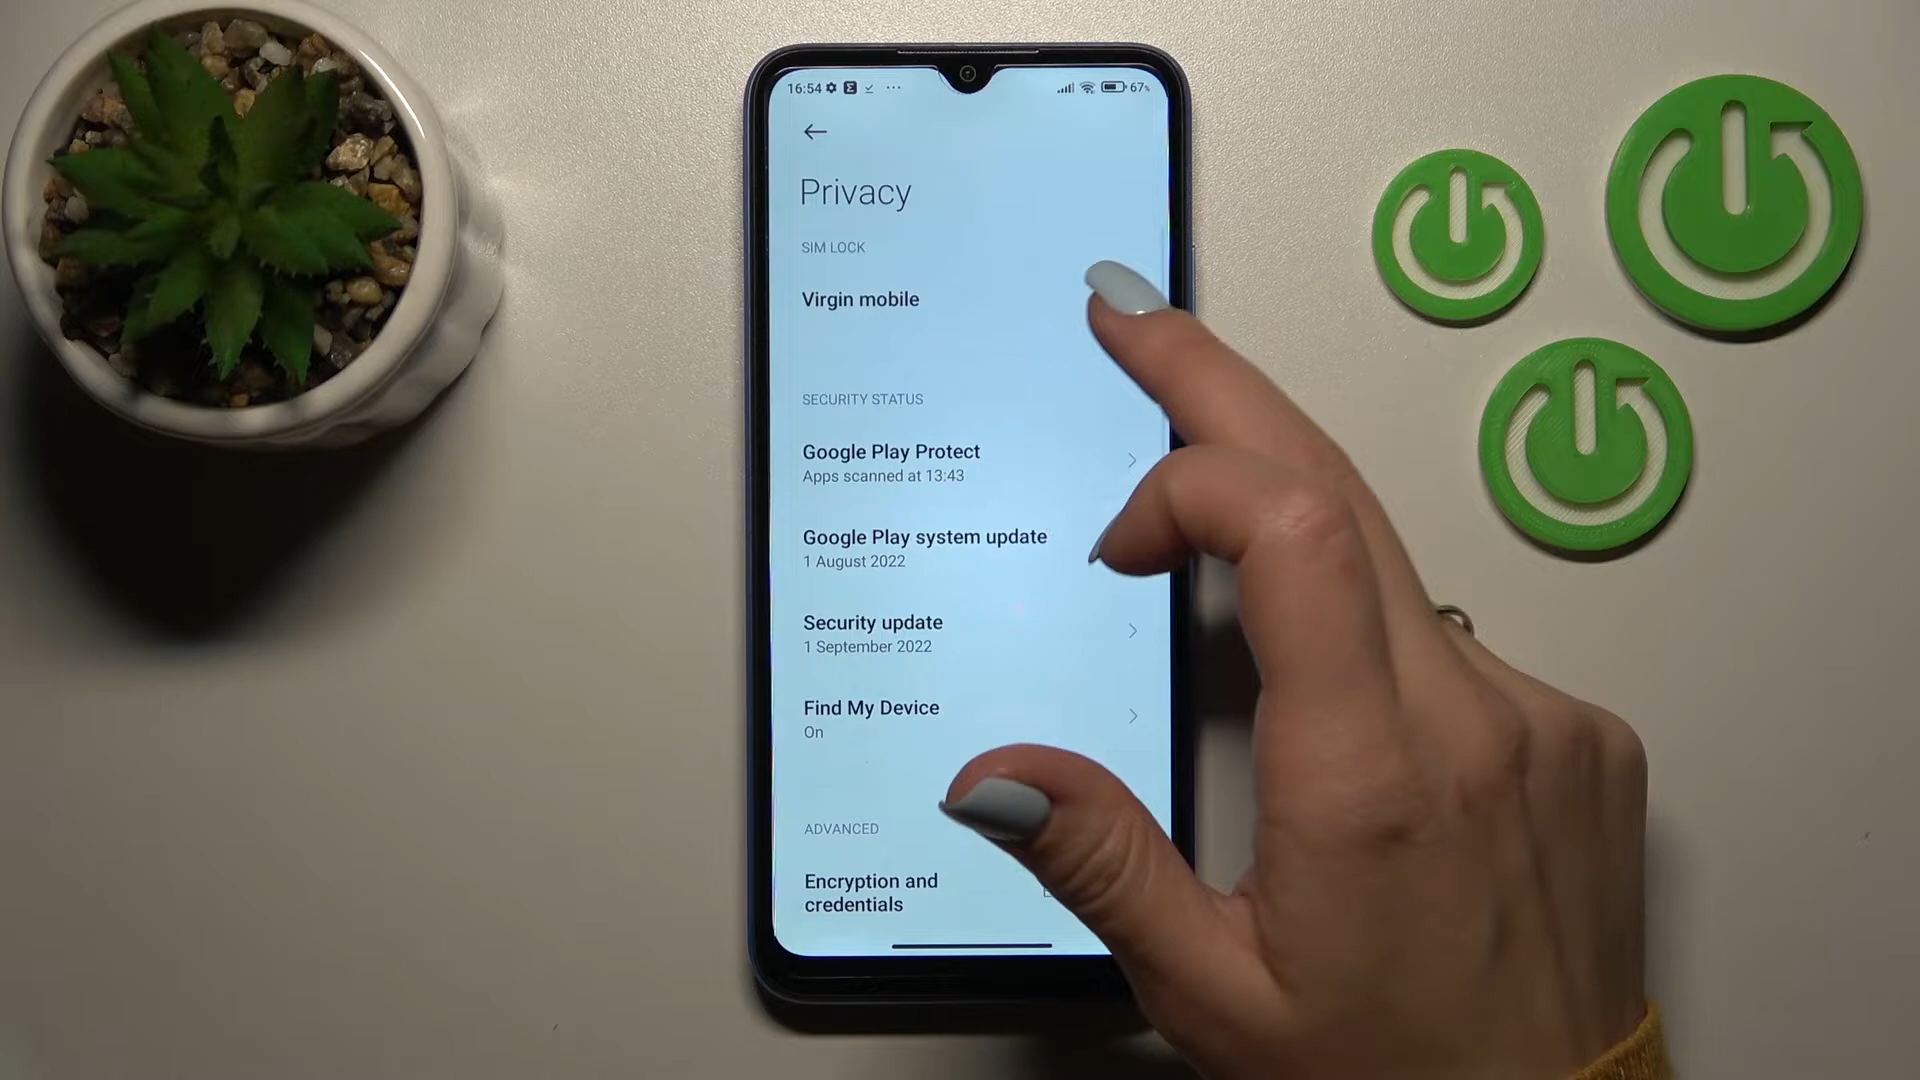 16:54 ... 67%
Privacy
SIM LOCK
Virgin mobile
SECURITY STATUS
Google Play Protect
Apps scanned at 13:43
Google Play system update
1 August 2022
Security update
1 September 2022
Find My Device
On
ADVANCED
Encryption and
credentials